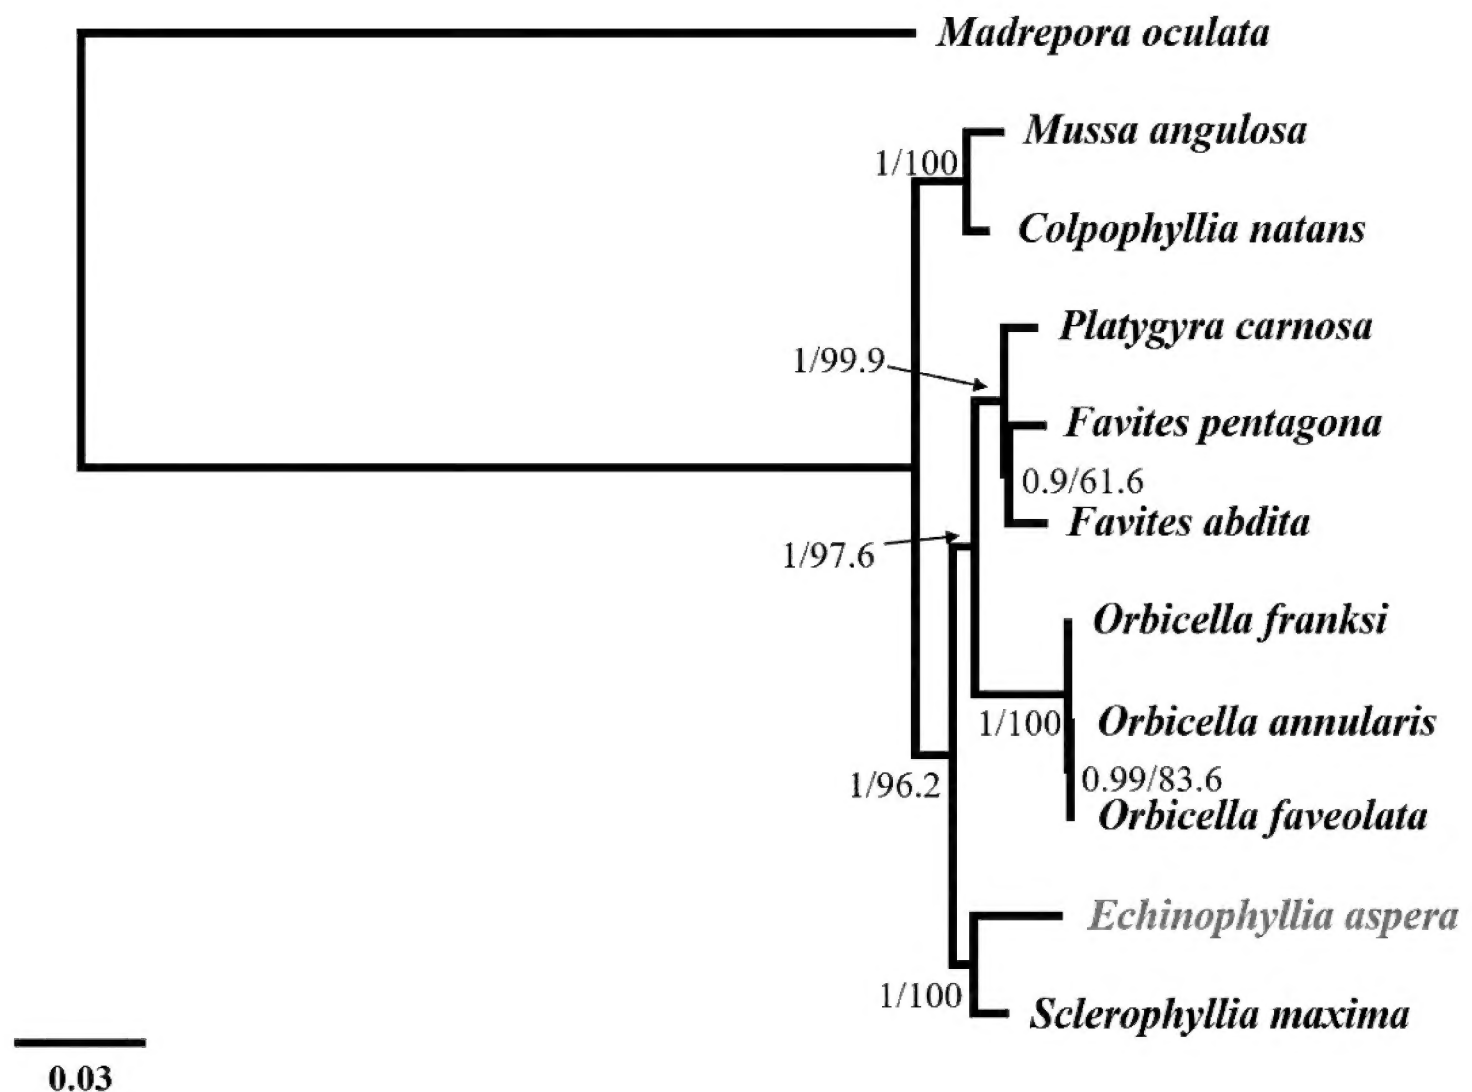 Madrepora oculata
Mussa angulosa
1/100
Colpophyllia natans
Platygyra carnosa
1/99.9
Favites pentagona
0.9/61.6
Favites abdita
1/97.6
Orbicella franksi
1/100
Orbicella annularis
0.99/83.6
1/96.2
Orbicella faveolata
Echinophyllia aspera
1/100
Sclerophyllia maxima
0.03